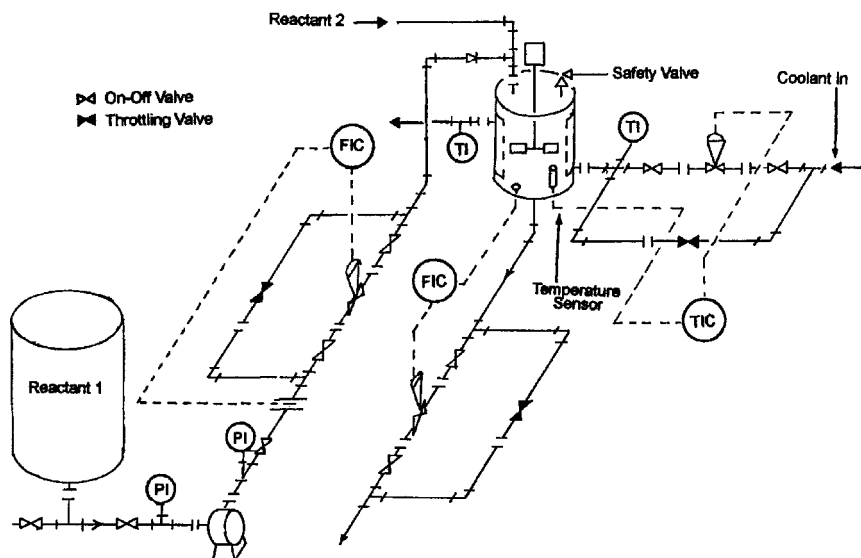 Reactant 2
Safety Valve
Coolant In
On-Off Valve
Throttling Valve
FIC
TI
TI
FIC
Temperature
Sensor
TIC
Reactant 1
PI
PI